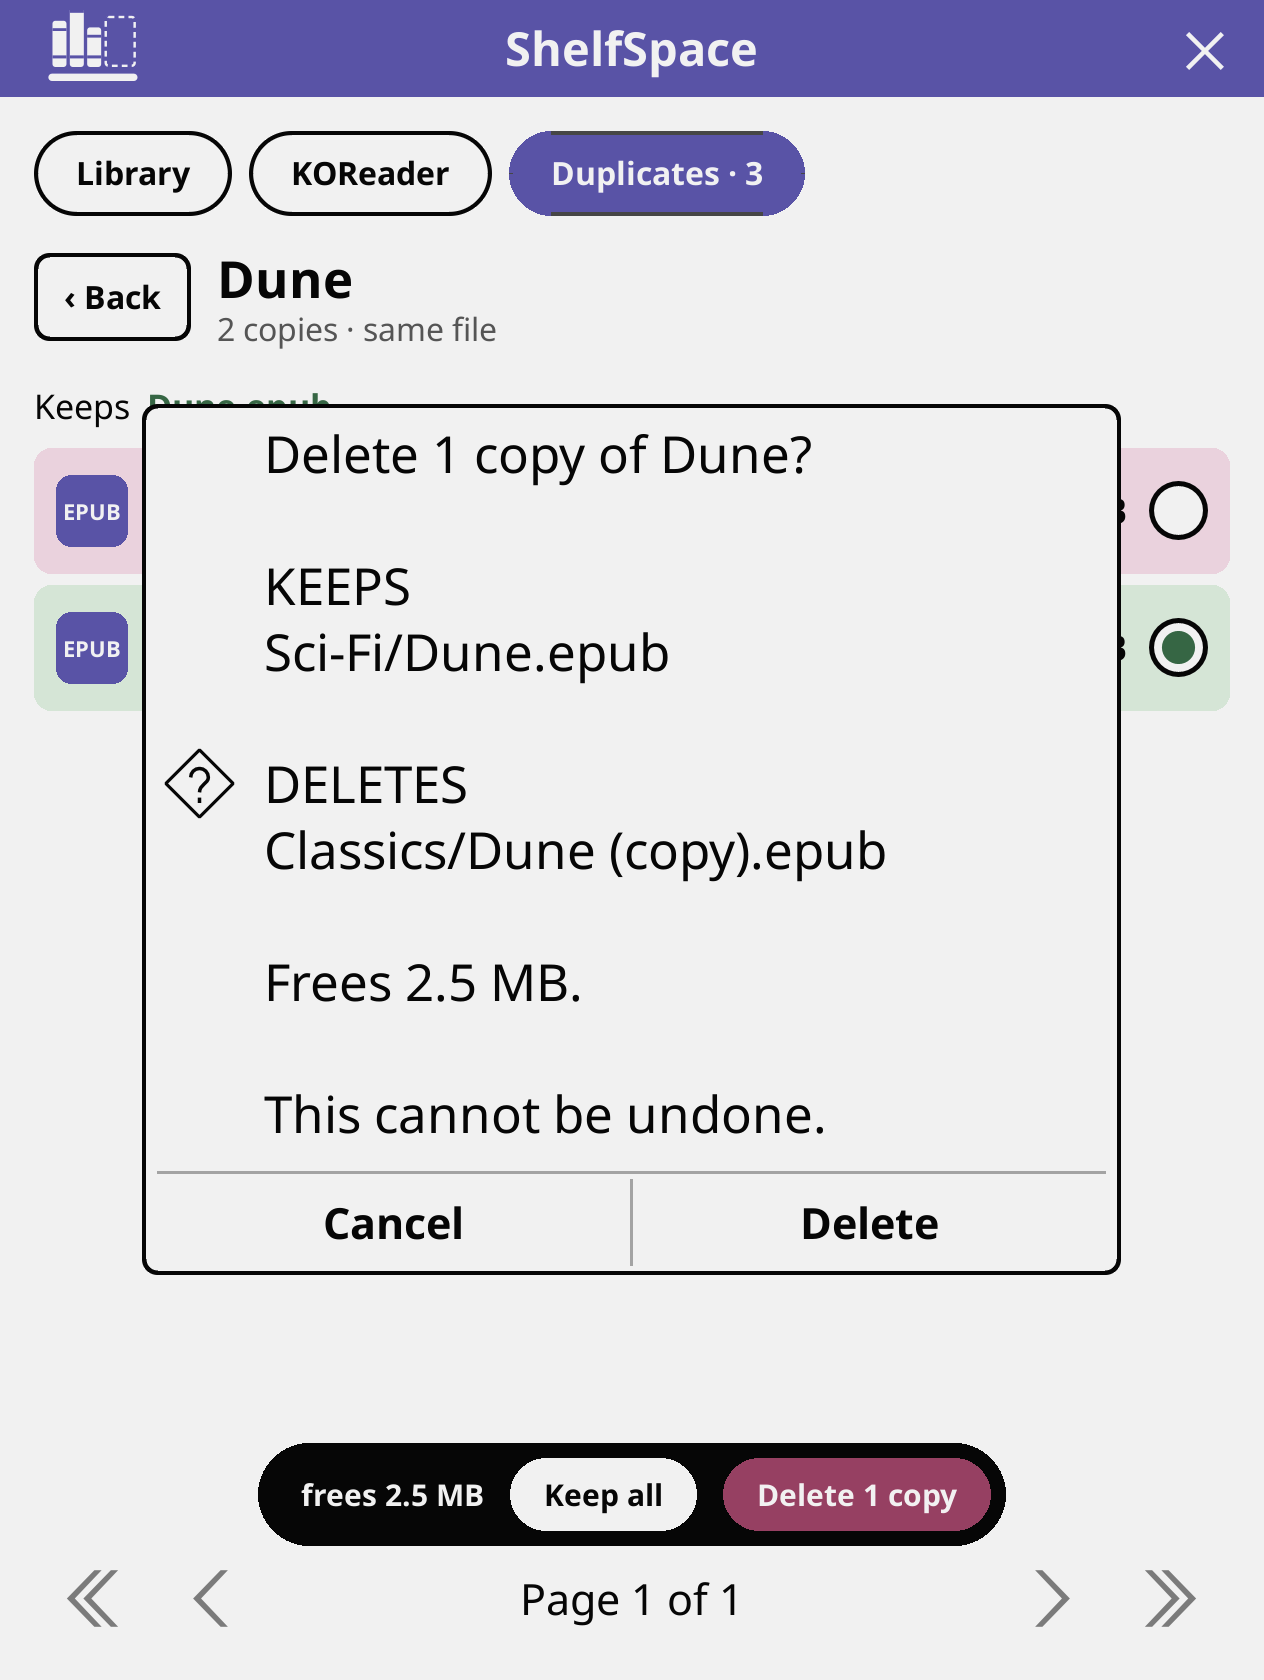 ShelfSpace
Library
KOReader
Duplicates · 3
‹ Back
Dune
2 copies · same file
Keeps Dune.epub
EPUB
EPUB
Delete 1 copy of Dune?
KEEPS
Sci-Fi/Dune.epub
DELETES
Classics/Dune (copy).epub
Frees 2.5 MB.
This cannot be undone.
Cancel
Delete
frees 2.5 MB
Keep all
Delete 1 copy
Page 1 of 1